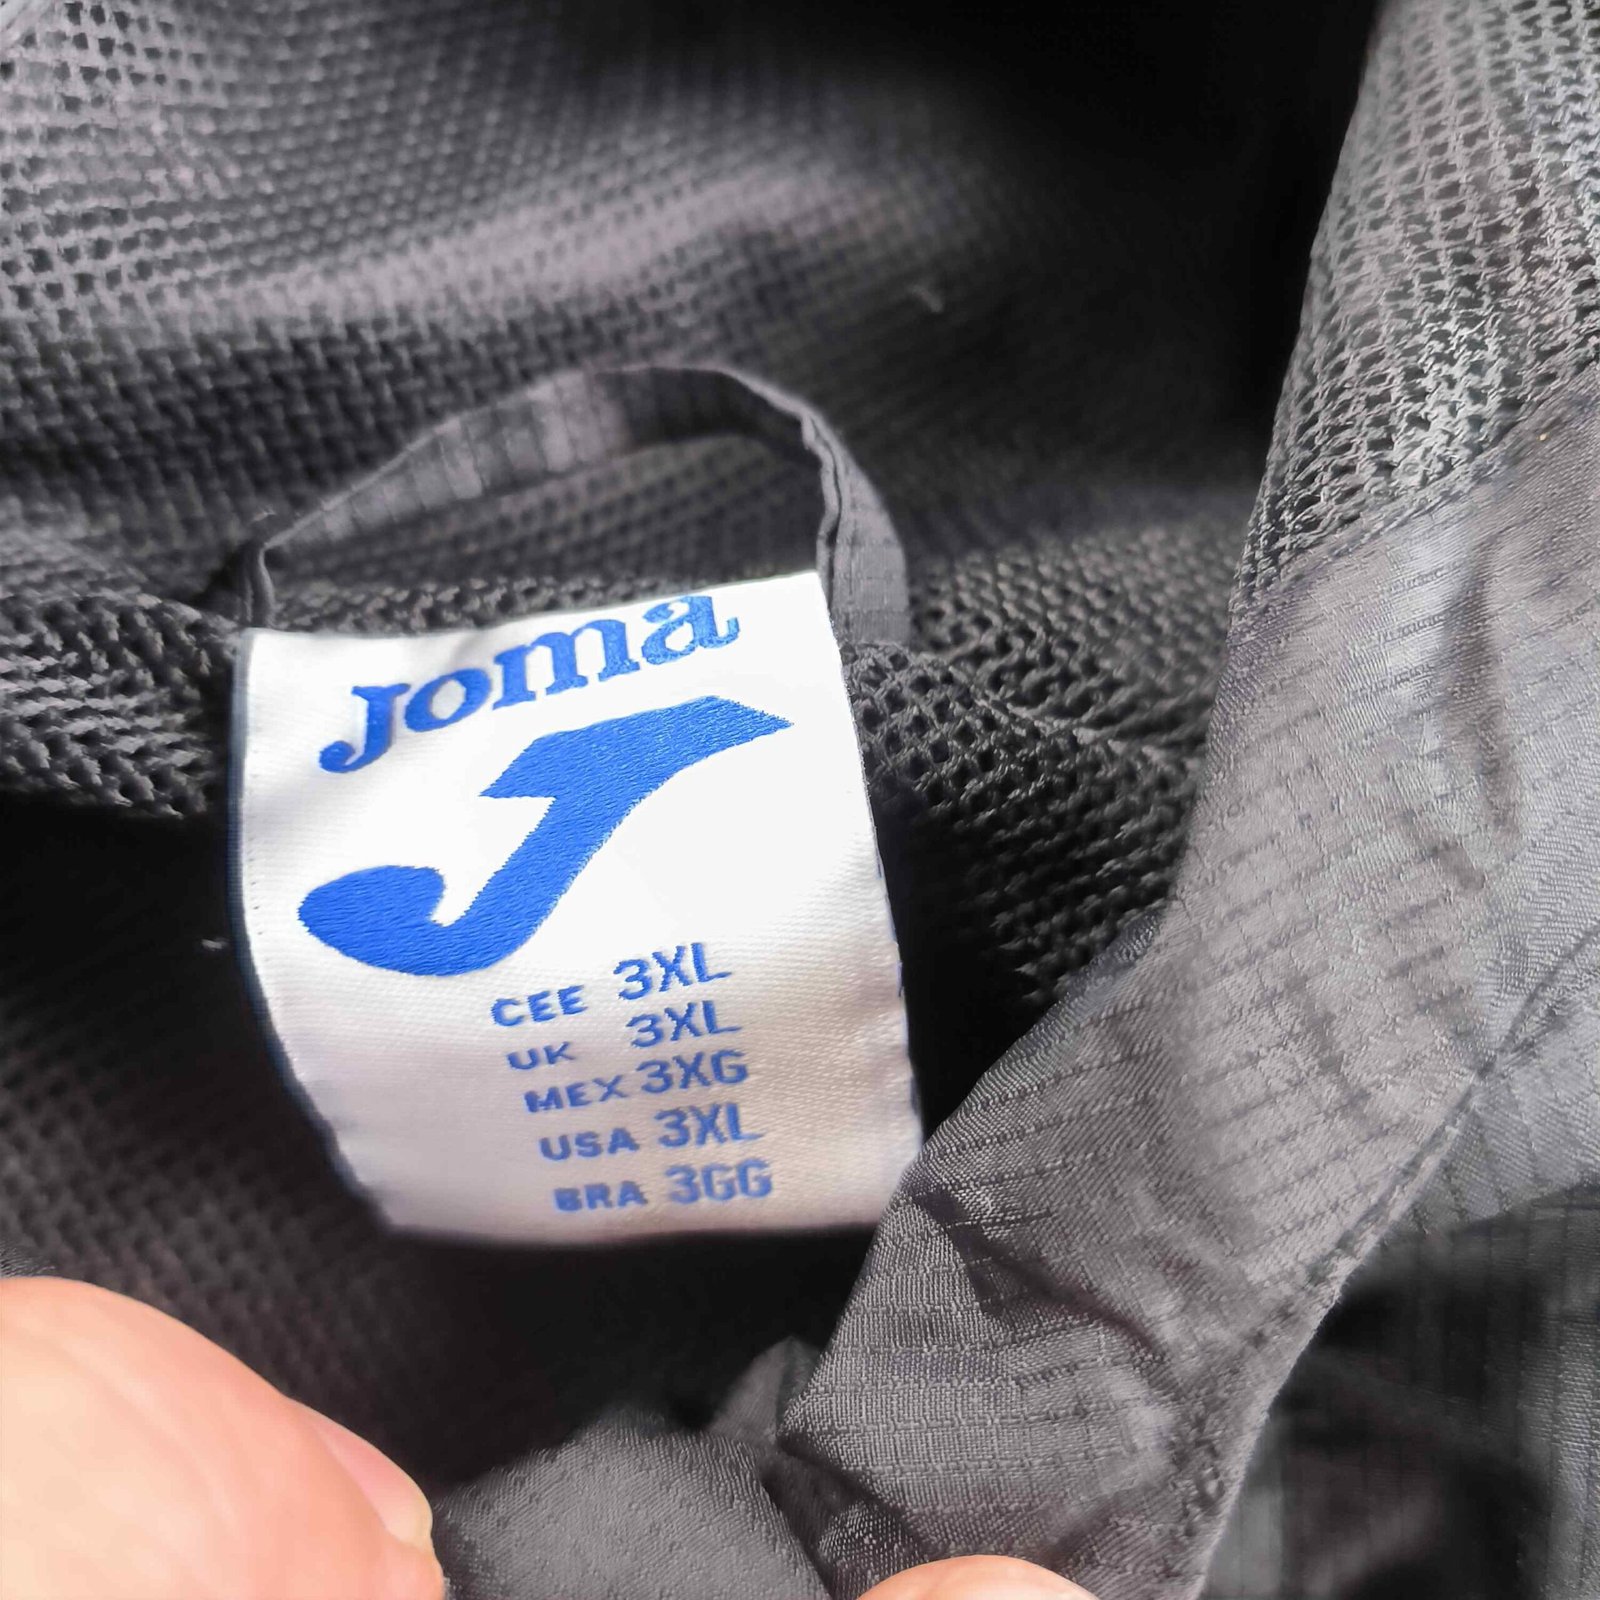 Joma
CEE 3XL
UK 3XL
MEX 3XG
USA 3XL
BRA 3GG